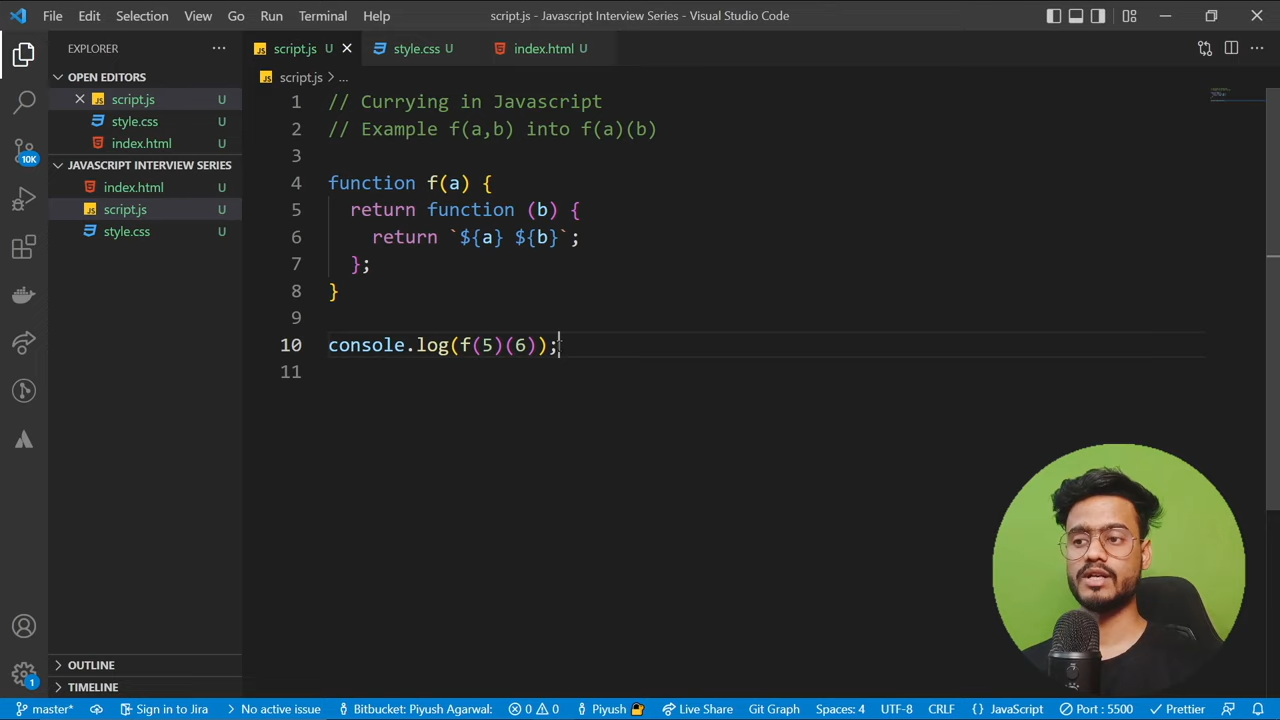 File Edit Selection View Go Run Terminal Help script.js - Javascript Interview Series - Visual Studio Code
EXPLORER ···
JS script.js U
style.css U
index.html U
OPEN EDITORS
JS script.js > ...
JS script.js U
style.css U
index.html U
10K
JAVASCRIPT INTERVIEW SERIES
index.html U
JS script.js U
style.css U
1 // Currying in Javascript
2 // Example f(a,b) into f(a)(b)
3
4 function f(a) {
5 return function (b) {
6 return `${a} ${b}`;
7 };
8 }
9
10 console.log(f(5)(6));
11
OUTLINE
1
TIMELINE
master* Sign in to Jira No active issue Bitbucket: Piyush Agarwal: 0 0 Piyush Live Share Git Graph Spaces: 4 UTF-8 CRLF {} JavaScript Port : 5500 Prettier